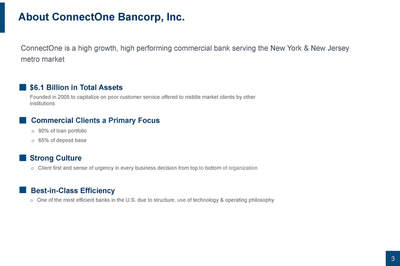 About ConnectOne Bancorp, Inc.
ConnectOne is a high growth, high performing commercial bank serving the New York & New Jersey
metro market
$6.1 Billion in Total Assets
Founded in 2005 to capitalize on poor customer service offered to middle market clients by other
institutions
Commercial Clients a Primary Focus
o 90% of loan portfolio
o 65% of deposit base
Strong Culture
o Client first and sense of urgency in every business decision from top to bottom of organization
Best-in-Class Efficiency
o One of the most efficient banks in the U.S. due to structure, use of technology & operating philosophy
3